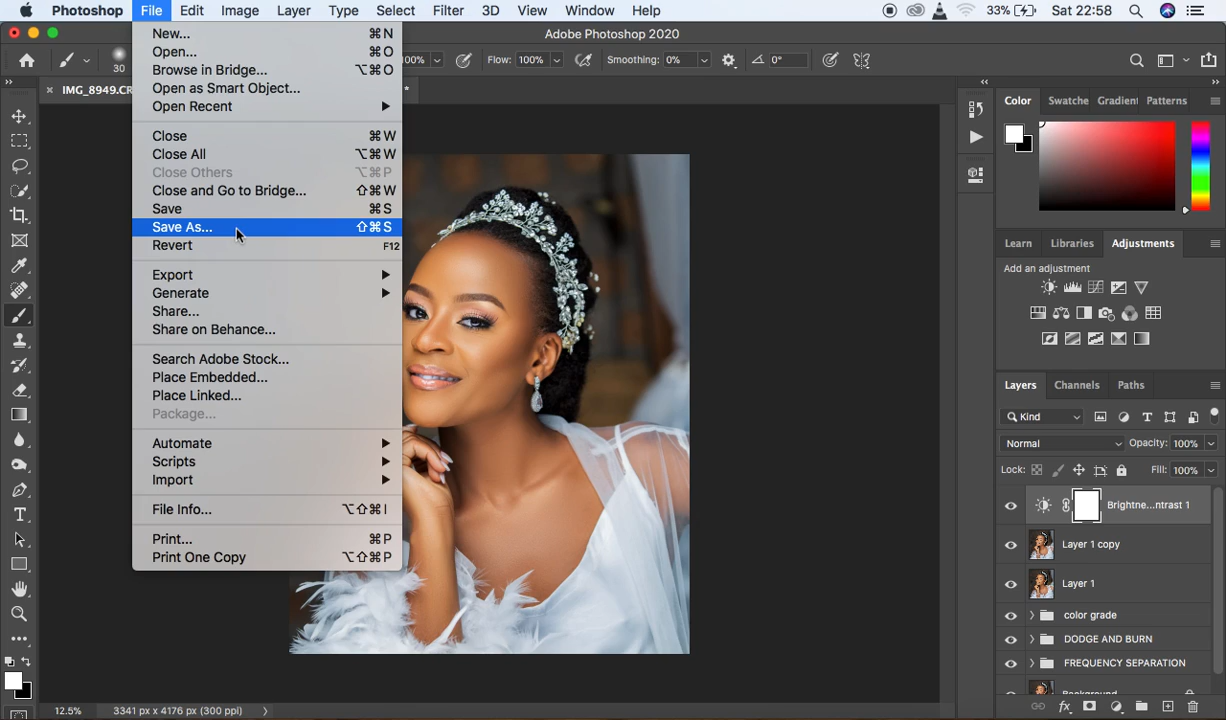 Photoshop File Edit Image Layer Type Select Filter 3D View Window Help 33% Sat 22:58
Adobe Photoshop 2020
30 100% Flow: 100% Smoothing: 0% 0°
IMG_8949.CR *
New... ⌘N
Open... ⌘O
Browse in Bridge... ⌥⌘O
Open as Smart Object...
Open Recent
Close ⌘W
Close All ⌥⌘W
Close Others ⌥⌘P
Close and Go to Bridge... ⇧⌘W
Save ⌘S
Save As... ⇧⌘S
Revert F12
Export
Generate
Share...
Share on Behance...
Search Adobe Stock...
Place Embedded...
Place Linked...
Package...
Automate
Scripts
Import
File Info... ⌥⇧⌘I
Print... ⌘P
Print One Copy ⌥⇧⌘P
Color Swatche Gradient Patterns
Learn Libraries Adjustments
Add an adjustment
Layers Channels Paths
Kind
Normal Opacity: 100%
Lock: Fill: 100%
Brightne...ntrast 1
Layer 1 copy
Layer 1
color grade
DODGE AND BURN
FREQUENCY SEPARATION
Background
12.5% 3341 px x 4176 px (300 ppi)